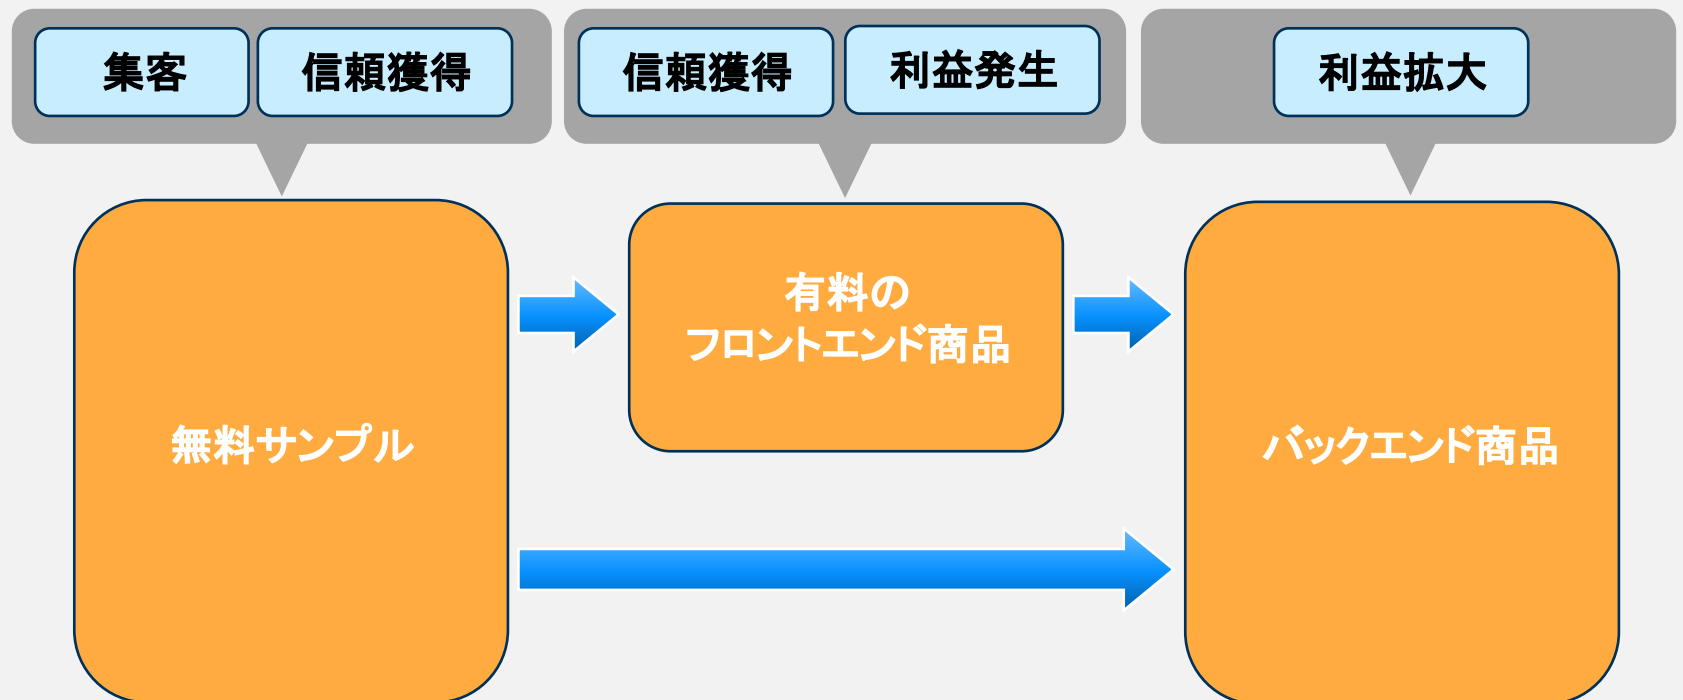 集客
信頼獲得
信頼獲得
利益発生
利益拡大
無料サンプル
有料の
フロントエンド商品
バックエンド商品